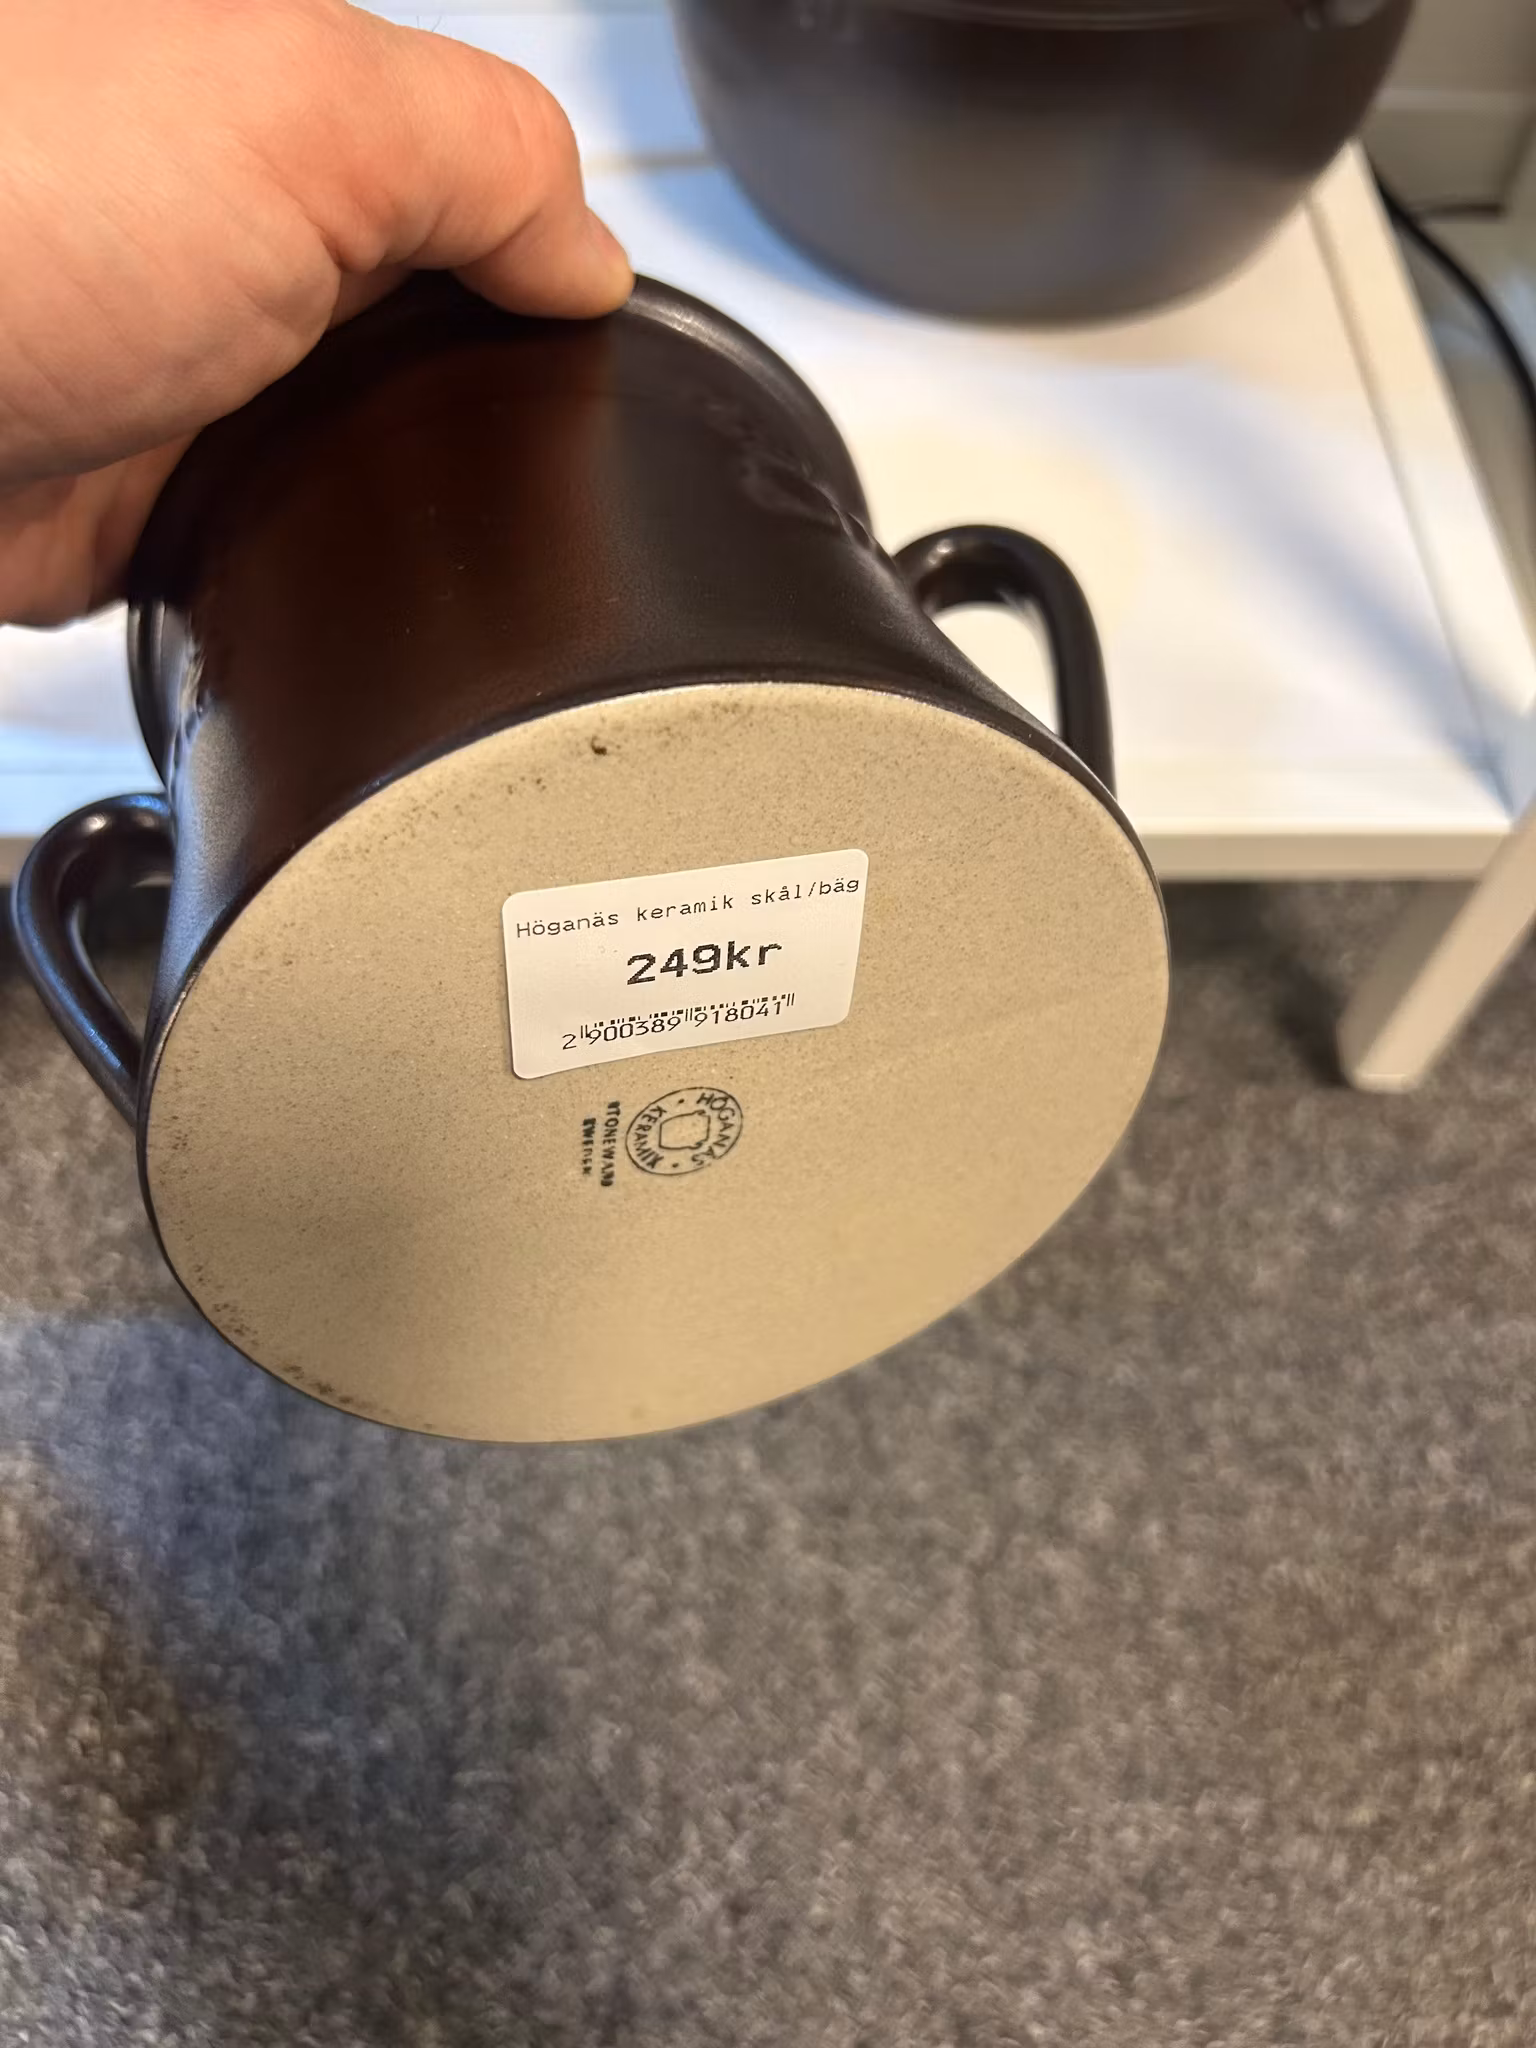 Höganäs keramik skål/bäg
249kr
2 900389 918041
HÖGANÄS • KERAMIK •
STONEWARE
SWEDEN